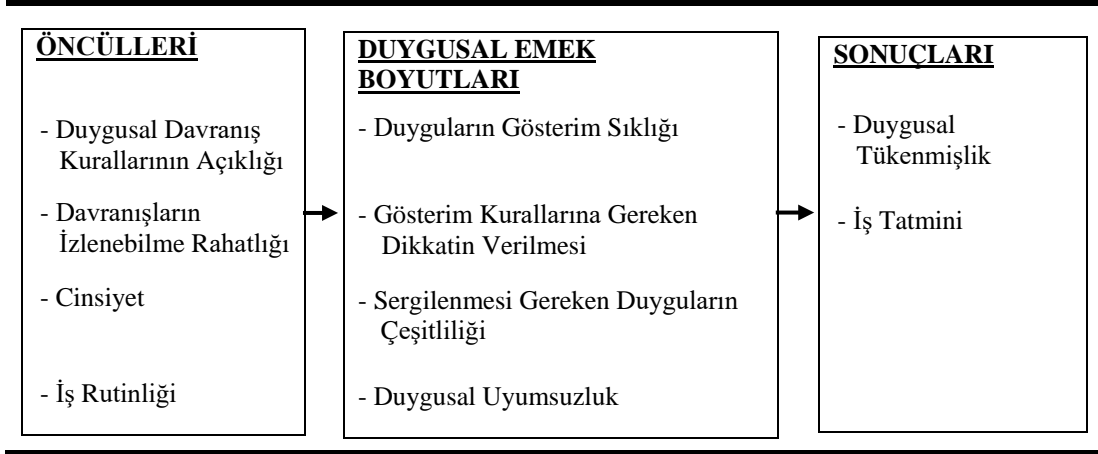 ÖNCÜLLERİ
- Duygusal Davranış
Kurallarının Açıklığı
- Davranışların
İzlenebilme Rahatlığı
- Cinsiyet
- İş Rutinliği
DUYGUSAL EMEK
BOYUTLARI
- Duyguların Gösterim Sıklığı
- Gösterim Kurallarına Gereken
Dikkatin Verilmesi
- Sergilenmesi Gereken Duyguların
Çeşitliliği
- Duygusal Uyumsuzluk
SONUÇLARI
- Duygusal
Tükenmişlik
- İş Tatmini